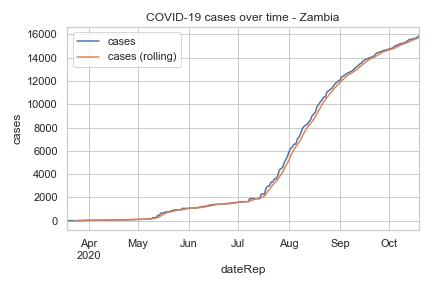 COVID-19 cases over time - Zambia
cases
cases (rolling)
16000
14000
12000
10000
8000
6000
4000
2000
0
cases
Apr
2020
May
Jun
Jul
Aug
Sep
Oct
dateRep